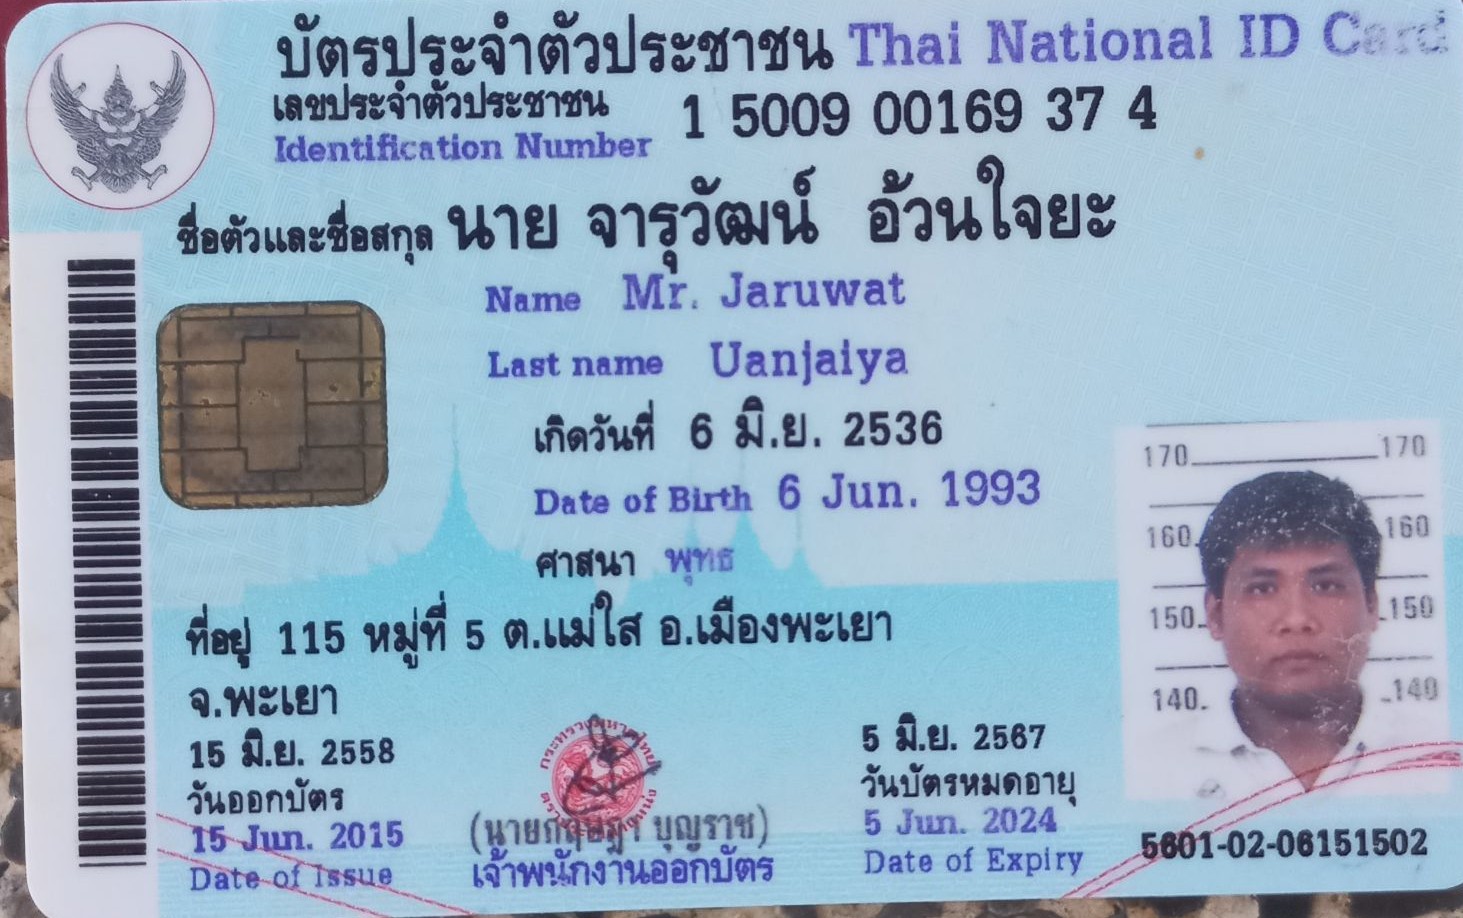 บัตรประจำตัวประชาชน Thai National ID Card
เลขประจำตัวประชาชน
Identification Number
1 5009 00169 37 4
ชื่อตัวและชื่อสกุล นาย จารุวัฒน์ อ้วนใจยะ
Name Mr. Jaruwat
Last name Uanjaiya
เกิดวันที่ 6 มิ.ย. 2536
Date of Birth 6 Jun. 1993
ศาสนา พุทธ
ที่อยู่ 115 หมู่ที่ 5 ต.แม่ใส อ.เมืองพะเยา
จ.พะเยา
15 มิ.ย. 2558
วันออกบัตร
15 Jun. 2015
Date of Issue
(นายกฤษฎา บุญราช)
เจ้าพนักงานออกบัตร
5 มิ.ย. 2567
วันบัตรหมดอายุ
5 Jun. 2024
Date of Expiry
170 170
160 160
150 150
140 140
5601-02-06151502